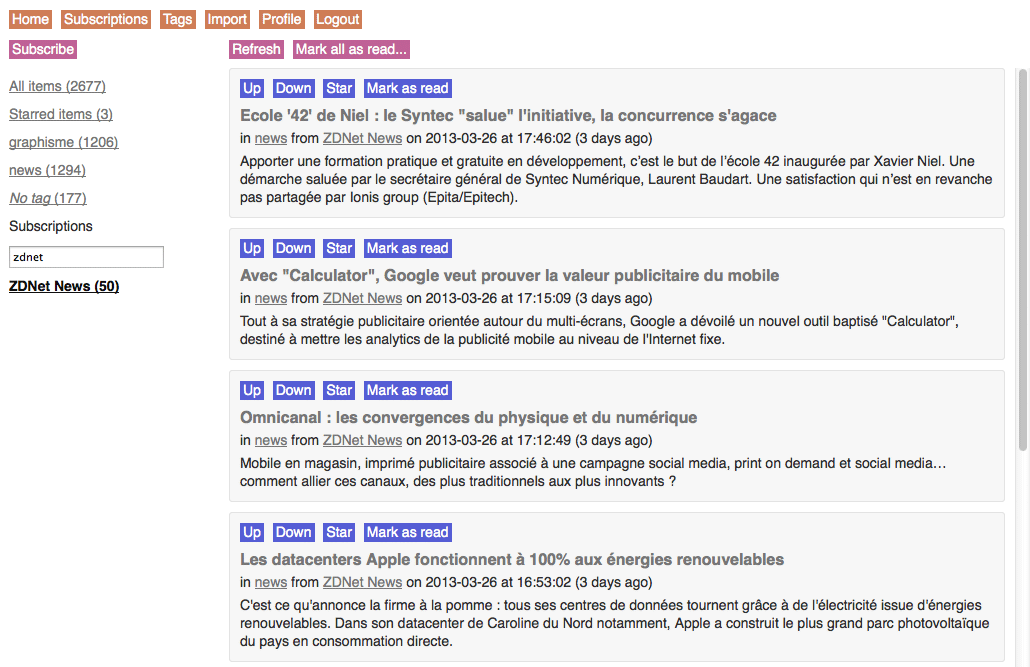 Home Subscriptions Tags Import Profile Logout
Subscribe
Refresh Mark all as read...
All items (2677)
Starred items (3)
graphisme (1206)
news (1294)
No tag (177)
Subscriptions
zdnet
ZDNet News (50)
Up Down Star Mark as read
Ecole '42' de Niel : le Syntec "salue" l'initiative, la concurrence s'agace
in news from ZDNet News on 2013-03-26 at 17:46:02 (3 days ago)
Apporter une formation pratique et gratuite en développement, c'est le but de l'école 42 inaugurée par Xavier Niel. Une
démarche saluée par le secrétaire général de Syntec Numérique, Laurent Baudart. Une satisfaction qui n'est en revanche
pas partagée par Ionis group (Epita/Epitech).
Up Down Star Mark as read
Avec "Calculator", Google veut prouver la valeur publicitaire du mobile
in news from ZDNet News on 2013-03-26 at 17:15:09 (3 days ago)
Tout à sa stratégie publicitaire orientée autour du multi-écrans, Google a dévoilé un nouvel outil baptisé "Calculator",
destiné à mettre les analytics de la publicité mobile au niveau de l'Internet fixe.
Up Down Star Mark as read
Omnicanal : les convergences du physique et du numérique
in news from ZDNet News on 2013-03-26 at 17:12:49 (3 days ago)
Mobile en magasin, imprimé publicitaire associé à une campagne social media, print on demand et social media…
comment allier ces canaux, des plus traditionnels aux plus innovants ?
Up Down Star Mark as read
Les datacenters Apple fonctionnent à 100% aux énergies renouvelables
in news from ZDNet News on 2013-03-26 at 16:53:02 (3 days ago)
C'est ce qu'annonce la firme à la pomme : tous ses centres de données tournent grâce à de l'électricité issue d'énergies
renouvelables. Dans son datacenter de Caroline du Nord notamment, Apple a construit le plus grand parc photovoltaïque
du pays en consommation directe.